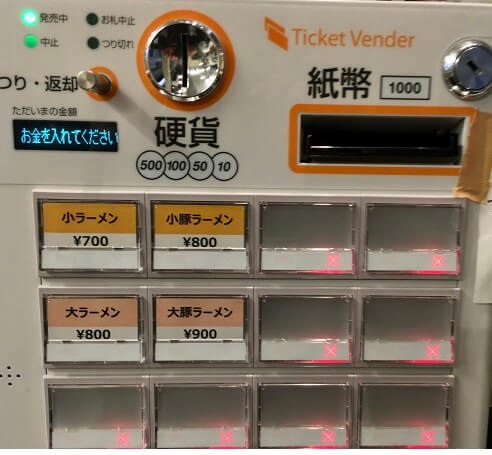 発売中
お札中止
中止
つり切れ
つり・返却
ただいまの金額
お金を入れてください
硬貨
500 100 50 10
Ticket Vender
紙幣 1000
小ラーメン
¥700
小豚ラーメン
¥800
大ラーメン
¥800
大豚ラーメン
¥900